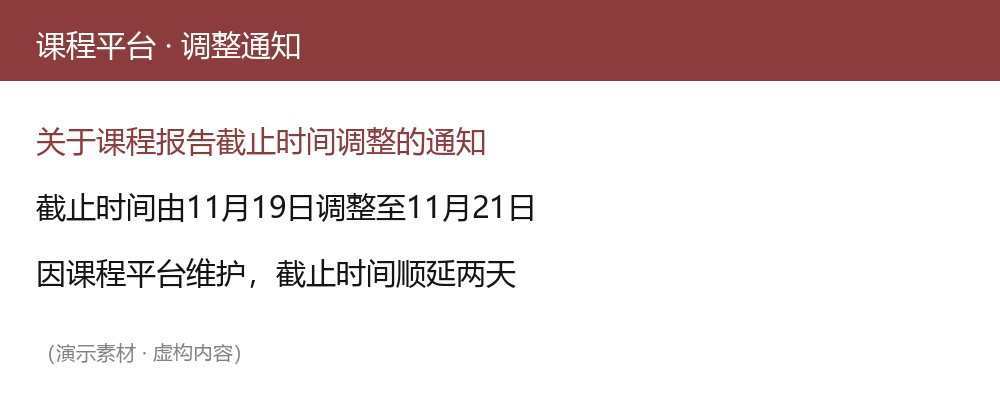 课程平台 · 调整通知
关于课程报告截止时间调整的通知
截止时间由11月19日调整至11月21日
因课程平台维护，截止时间顺延两天
（演示素材 · 虚构内容）